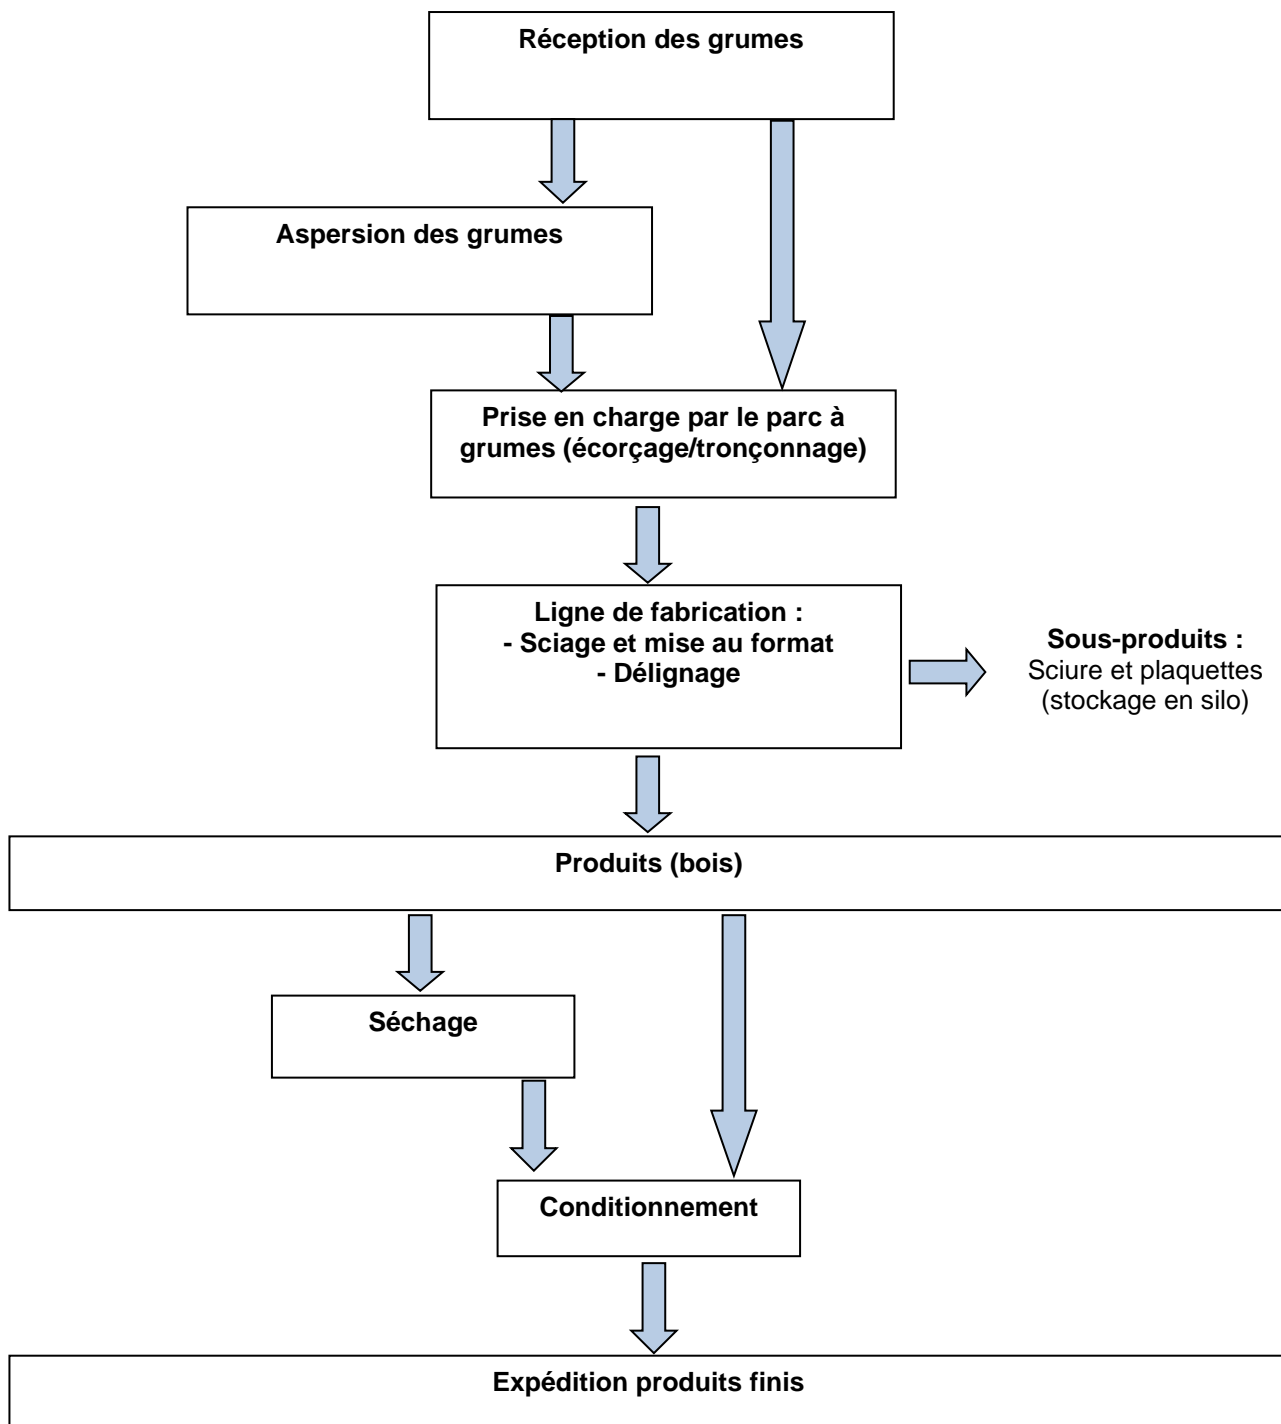 Réception des grumes
Aspersion des grumes
Prise en charge par le parc à
grumes (écorçage/tronçonnage)
Ligne de fabrication :
- Sciage et mise au format
- Délignage
Sous-produits :
Sciure et plaquettes
(stockage en silo)
Produits (bois)
Séchage
Conditionnement
Expédition produits finis